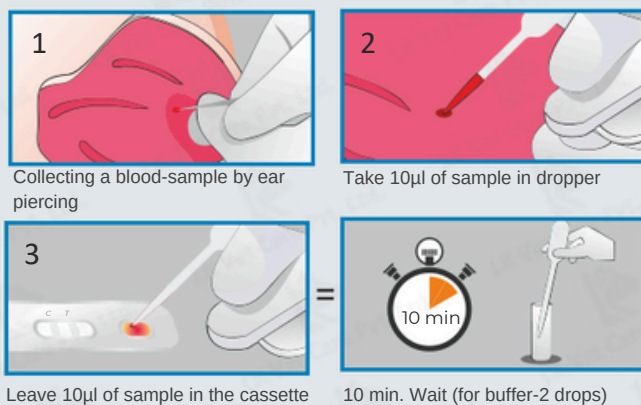 1
2
Collecting a blood-sample by ear
piercing
Take 10µl of sample in dropper
3
C T
=
10 min
Leave 10µl of sample in the cassette
10 min. Wait (for buffer-2 drops)